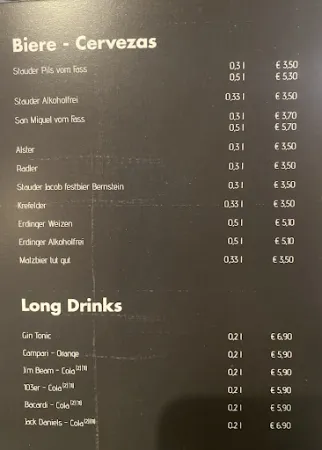 Biere - Cervezas
Stauder Pils vom Fass 0,3 l € 3,50
0,5 l € 5,30
Stauder Alkoholfrei 0,33 l € 3,50
San Miguel vom Fass 0,3 l € 3,70
0,5 l € 5,70
Alster 0,3 l € 3,50
Radler 0,3 l € 3,50
Stauder Jacob festbier Bernstein 0,3 l € 3,50
Krefelder 0,33 l € 3,50
Erdinger Weizen 0,5 l € 5,10
Erdinger Alkoholfrei 0,5 l € 5,10
Malzbier tut gut 0,33 l € 3,50
Long Drinks
Gin Tonic 0,2 l € 6,90
Campari - Orange 0,2 l € 5,90
Jim Beam - Cola 0,2 l € 5,90
103er - Cola 0,2 l € 5,90
Bacardi - Cola 0,2 l € 5,90
Jack Daniels - Cola 0,2 l € 6,90